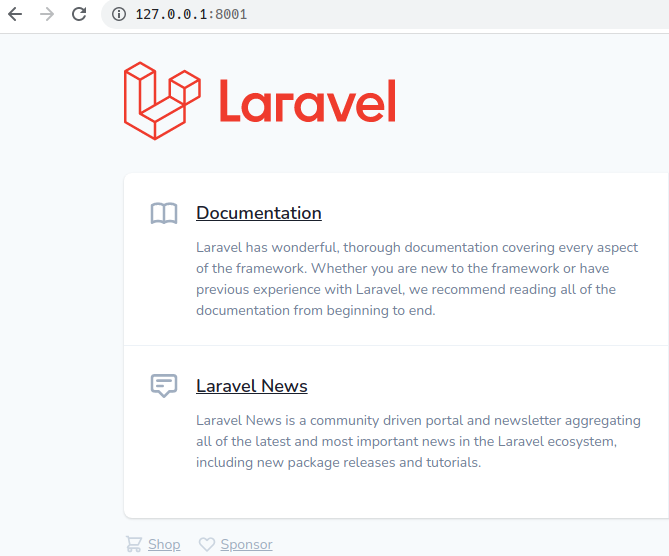 127.0.0.1:8001
Laravel
Documentation
Laravel has wonderful, thorough documentation covering every aspect
of the framework. Whether you are new to the framework or have
previous experience with Laravel, we recommend reading all of the
documentation from beginning to end.
Laravel News
Laravel News is a community driven portal and newsletter aggregating
all of the latest and most important news in the Laravel ecosystem,
including new package releases and tutorials.
Shop Sponsor